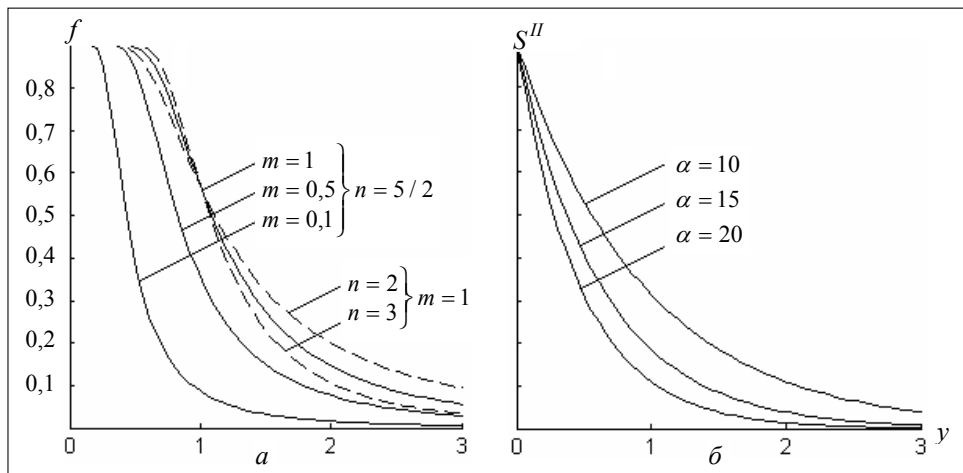 f
0,8
0,7
0,6
0,5
0,4
0,3
0,2
0,1
m = 1
m = 0,5
m = 0,1
n = 5 / 2
n = 2
n = 3
m = 1
0
1
2
3
а
S^{II}
α = 10
α = 15
α = 20
0
1
2
3
y
б